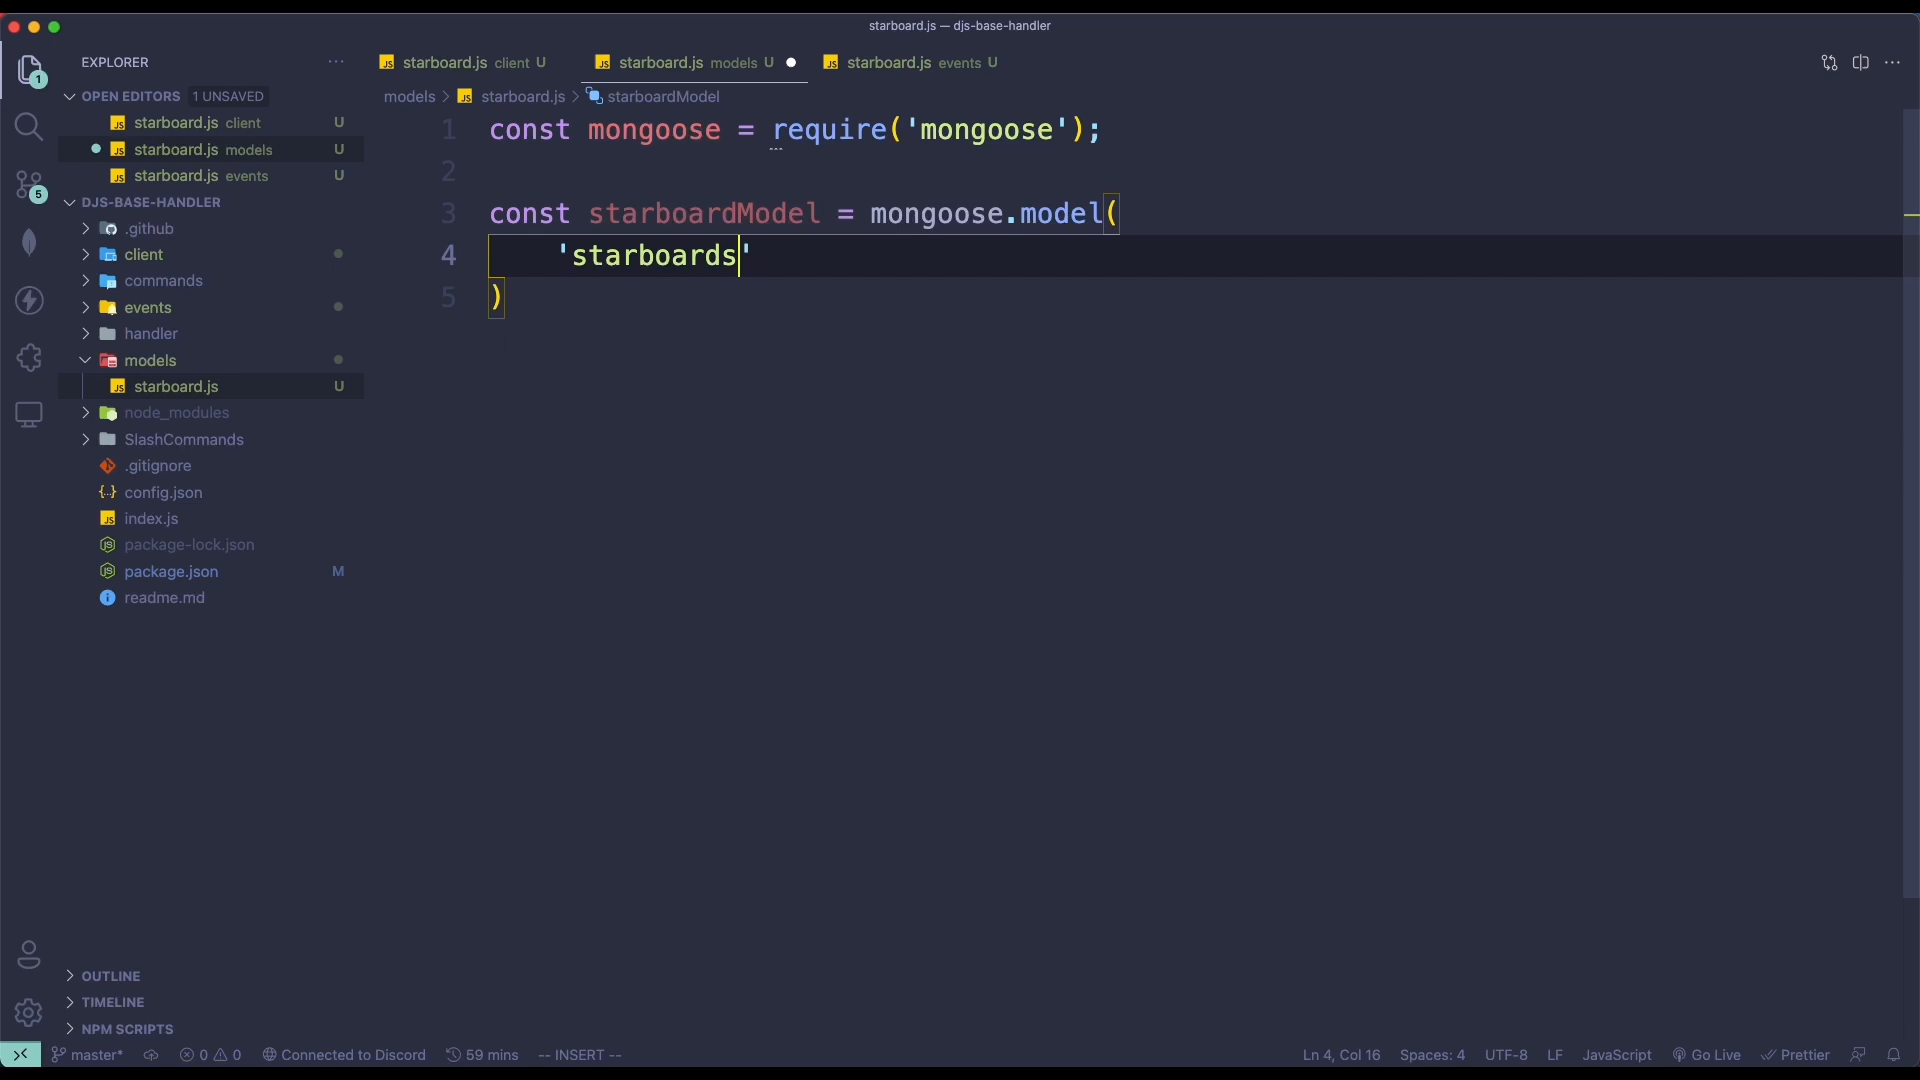 starboard.js — djs-base-handler
EXPLORER
starboard.js client U
starboard.js models U
starboard.js events U
1
OPEN EDITORS 1 UNSAVED
models > starboard.js > starboardModel
starboard.js client U
starboard.js models U
starboard.js events U
5
DJS-BASE-HANDLER
.github
client
commands
events
handler
models
starboard.js U
node_modules
SlashCommands
.gitignore
config.json
index.js
package-lock.json
package.json M
readme.md
1 const mongoose = require('mongoose');
2
3 const starboardModel = mongoose.model(
4 'starboards'
5 )
OUTLINE
TIMELINE
NPM SCRIPTS
master* 0 0 Connected to Discord 59 mins -- INSERT -- Ln 4, Col 16 Spaces: 4 UTF-8 LF JavaScript Go Live Prettier